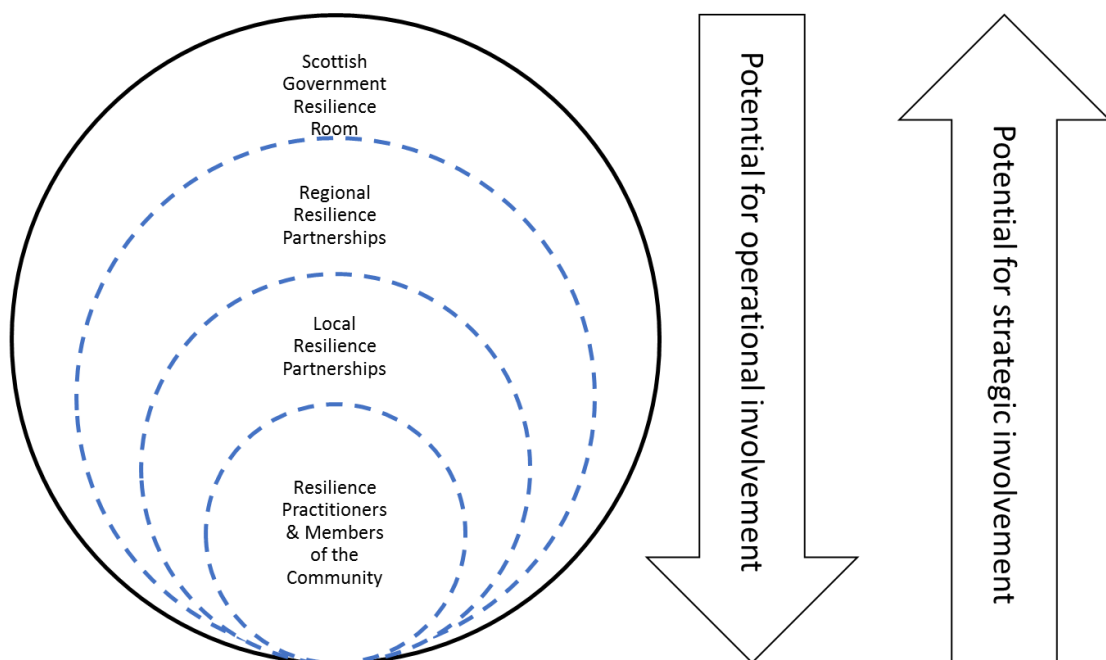 Scottish
Government
Resilience
Room
Regional
Resilience
Partnerships
Local
Resilience
Partnerships
Resilience
Practitioners
& Members
of the
Community
Potential for operational involvement
Potential for strategic involvement